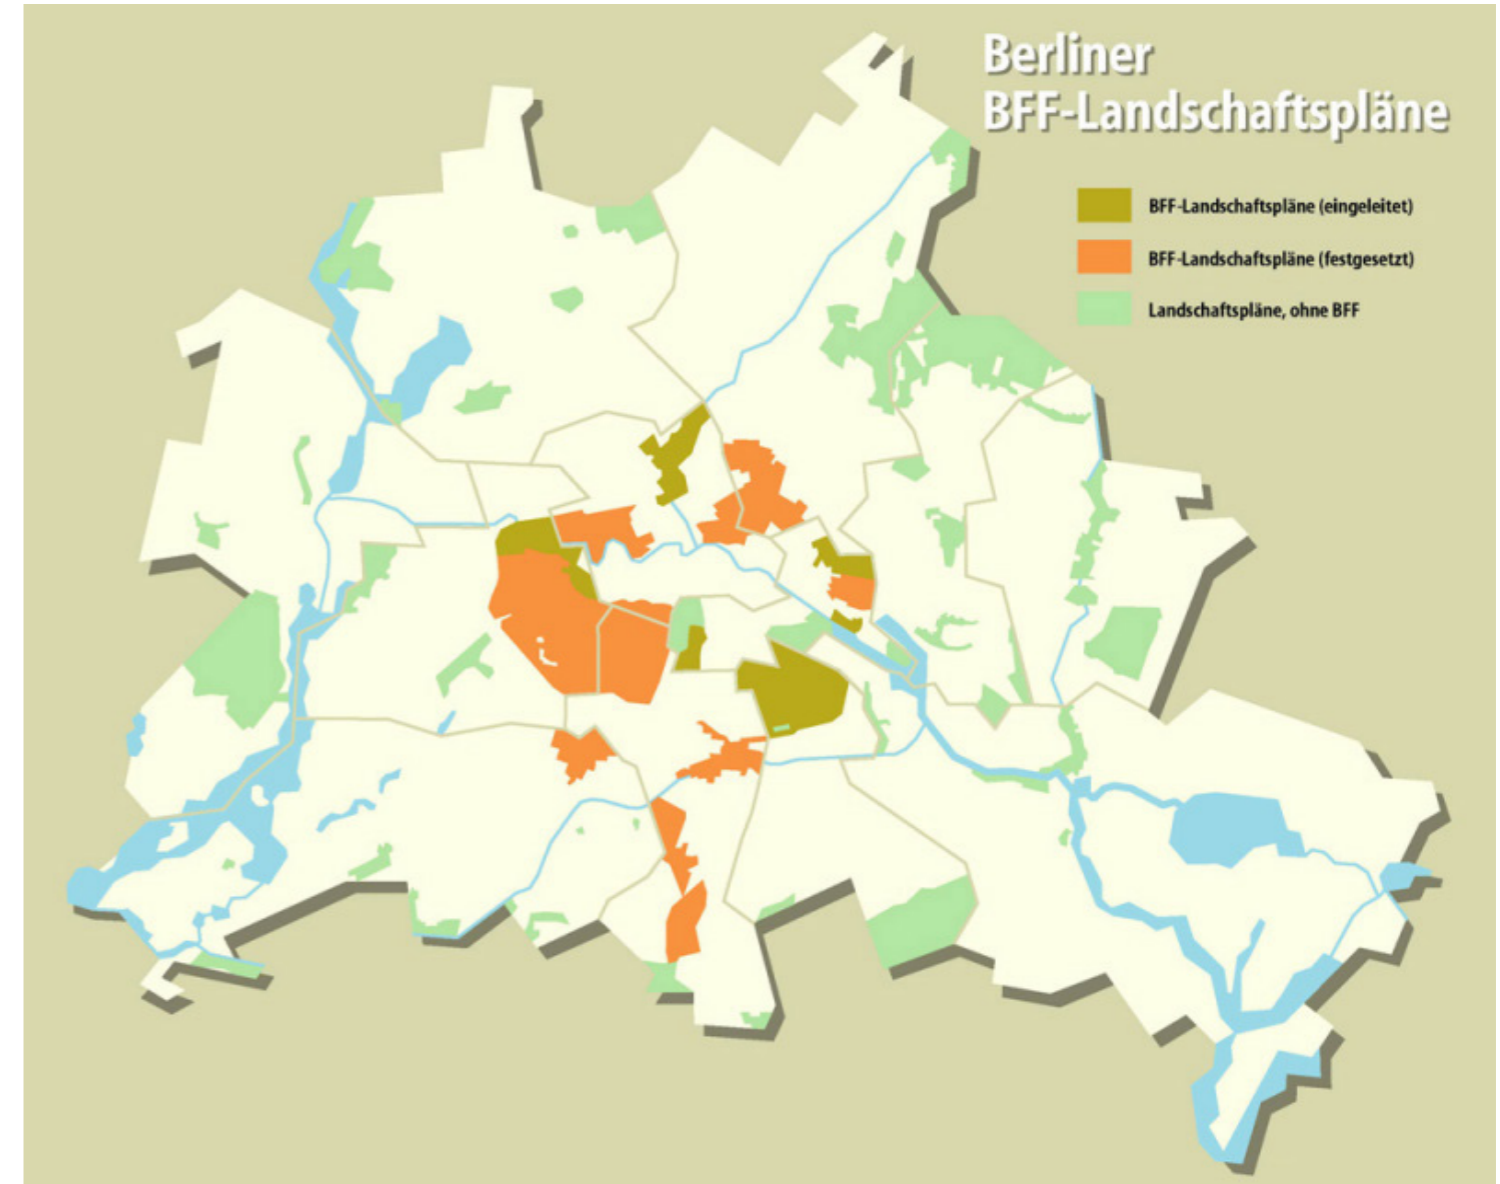 Berliner
BFF-Landschaftspläne
BFF-Landschaftspläne (eingeleitet)
BFF-Landschaftspläne (festgesetzt)
Landschaftspläne, ohne BFF